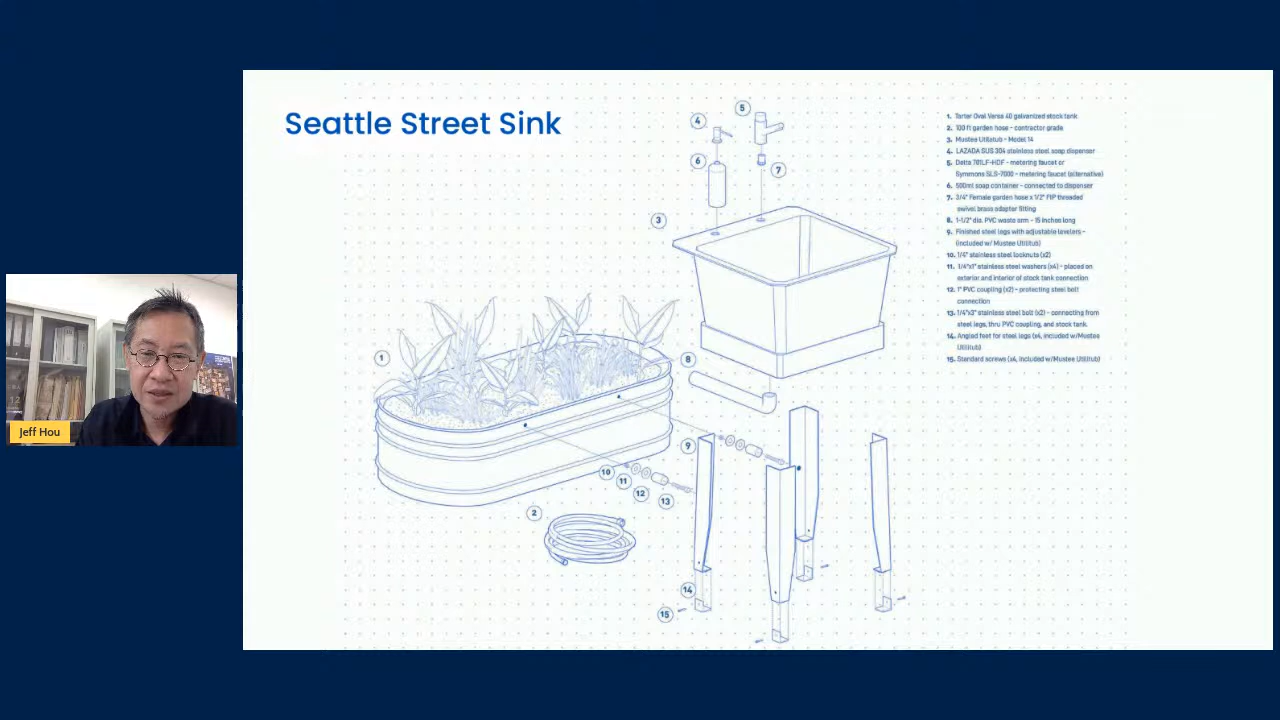 Seattle Street Sink
1. Tarter Oval Versa 40 galvanized stock tank
2. 100 ft garden hose - contractor grade
3. Mustee Utilatub - Model 14
4. LAZADA SUS 304 stainless steel soap dispenser
5. Delta 701LF-HDF - metering faucet or
Symmons SLS-7000 - metering faucet (alternative)
6. 500ml soap container - connected to dispenser
7. 3/4" Female garden hose x 1/2" FIP threaded
swivel brass adapter fitting
8. 1-1/2" dia. PVC waste arm - 15 inches long
9. Finished steel legs with adjustable levelers -
(included w/ Mustee Utilitub)
10. 1/4" stainless steel locknuts (x2)
11. 1/4"x1" stainless steel washers (x4) - placed on
exterior and interior of stock tank connection
12. 1" PVC coupling (x2) - protecting steel bolt
connection
13. 1/4"x3" stainless steel bolt (x2) - connecting from
steel legs, thru PVC coupling, and stock tank.
14. Angled feet for steel legs (x4, included w/Mustee
Utilitub)
15. Standard screws (x4, included w/Mustee Utilitub)
5
4
6
7
3
1
8
9
10
11
12
13
2
14
15
12
Jeff Hou